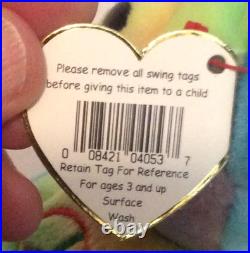 Please remove all swing tags
before giving this item to a child
0 08421 04053 7
Retain Tag For Reference
For ages 3 and up
Surface
Wash